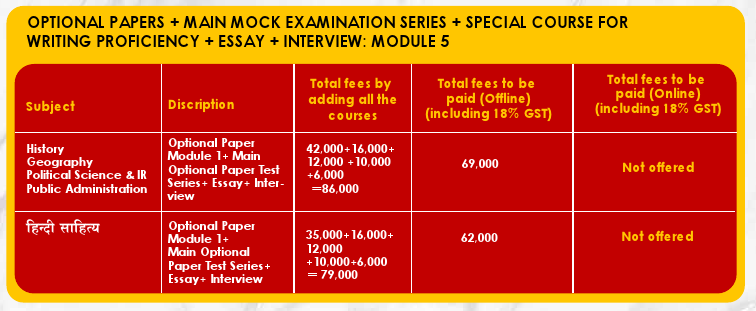 OPTIONAL PAPERS + MAIN MOCK EXAMINATION SERIES + SPECIAL COURSE FOR
WRITING PROFICIENCY + ESSAY + INTERVIEW: MODULE 5
Subject
Discription
Total fees by
adding all the
courses
Total fees to be
paid (Offline)
(including 18% GST)
Total fees to be
paid (Online)
(including 18% GST)
History
Geography
Political Science & IR
Public Administration
Optional Paper
Module 1+ Main
Optional Paper Test
Series+ Essay+ Inter-
view
42,000+16,000+
12,000 +10,000
+6,000
=86,000
69,000
Not offered
हिन्दी साहित्य
Optional Paper
Module 1+
Main Optional
Paper Test Series+
Essay+ Interview
35,000+16,000+
12,000
+10,000+6,000
= 79,000
62,000
Not offered